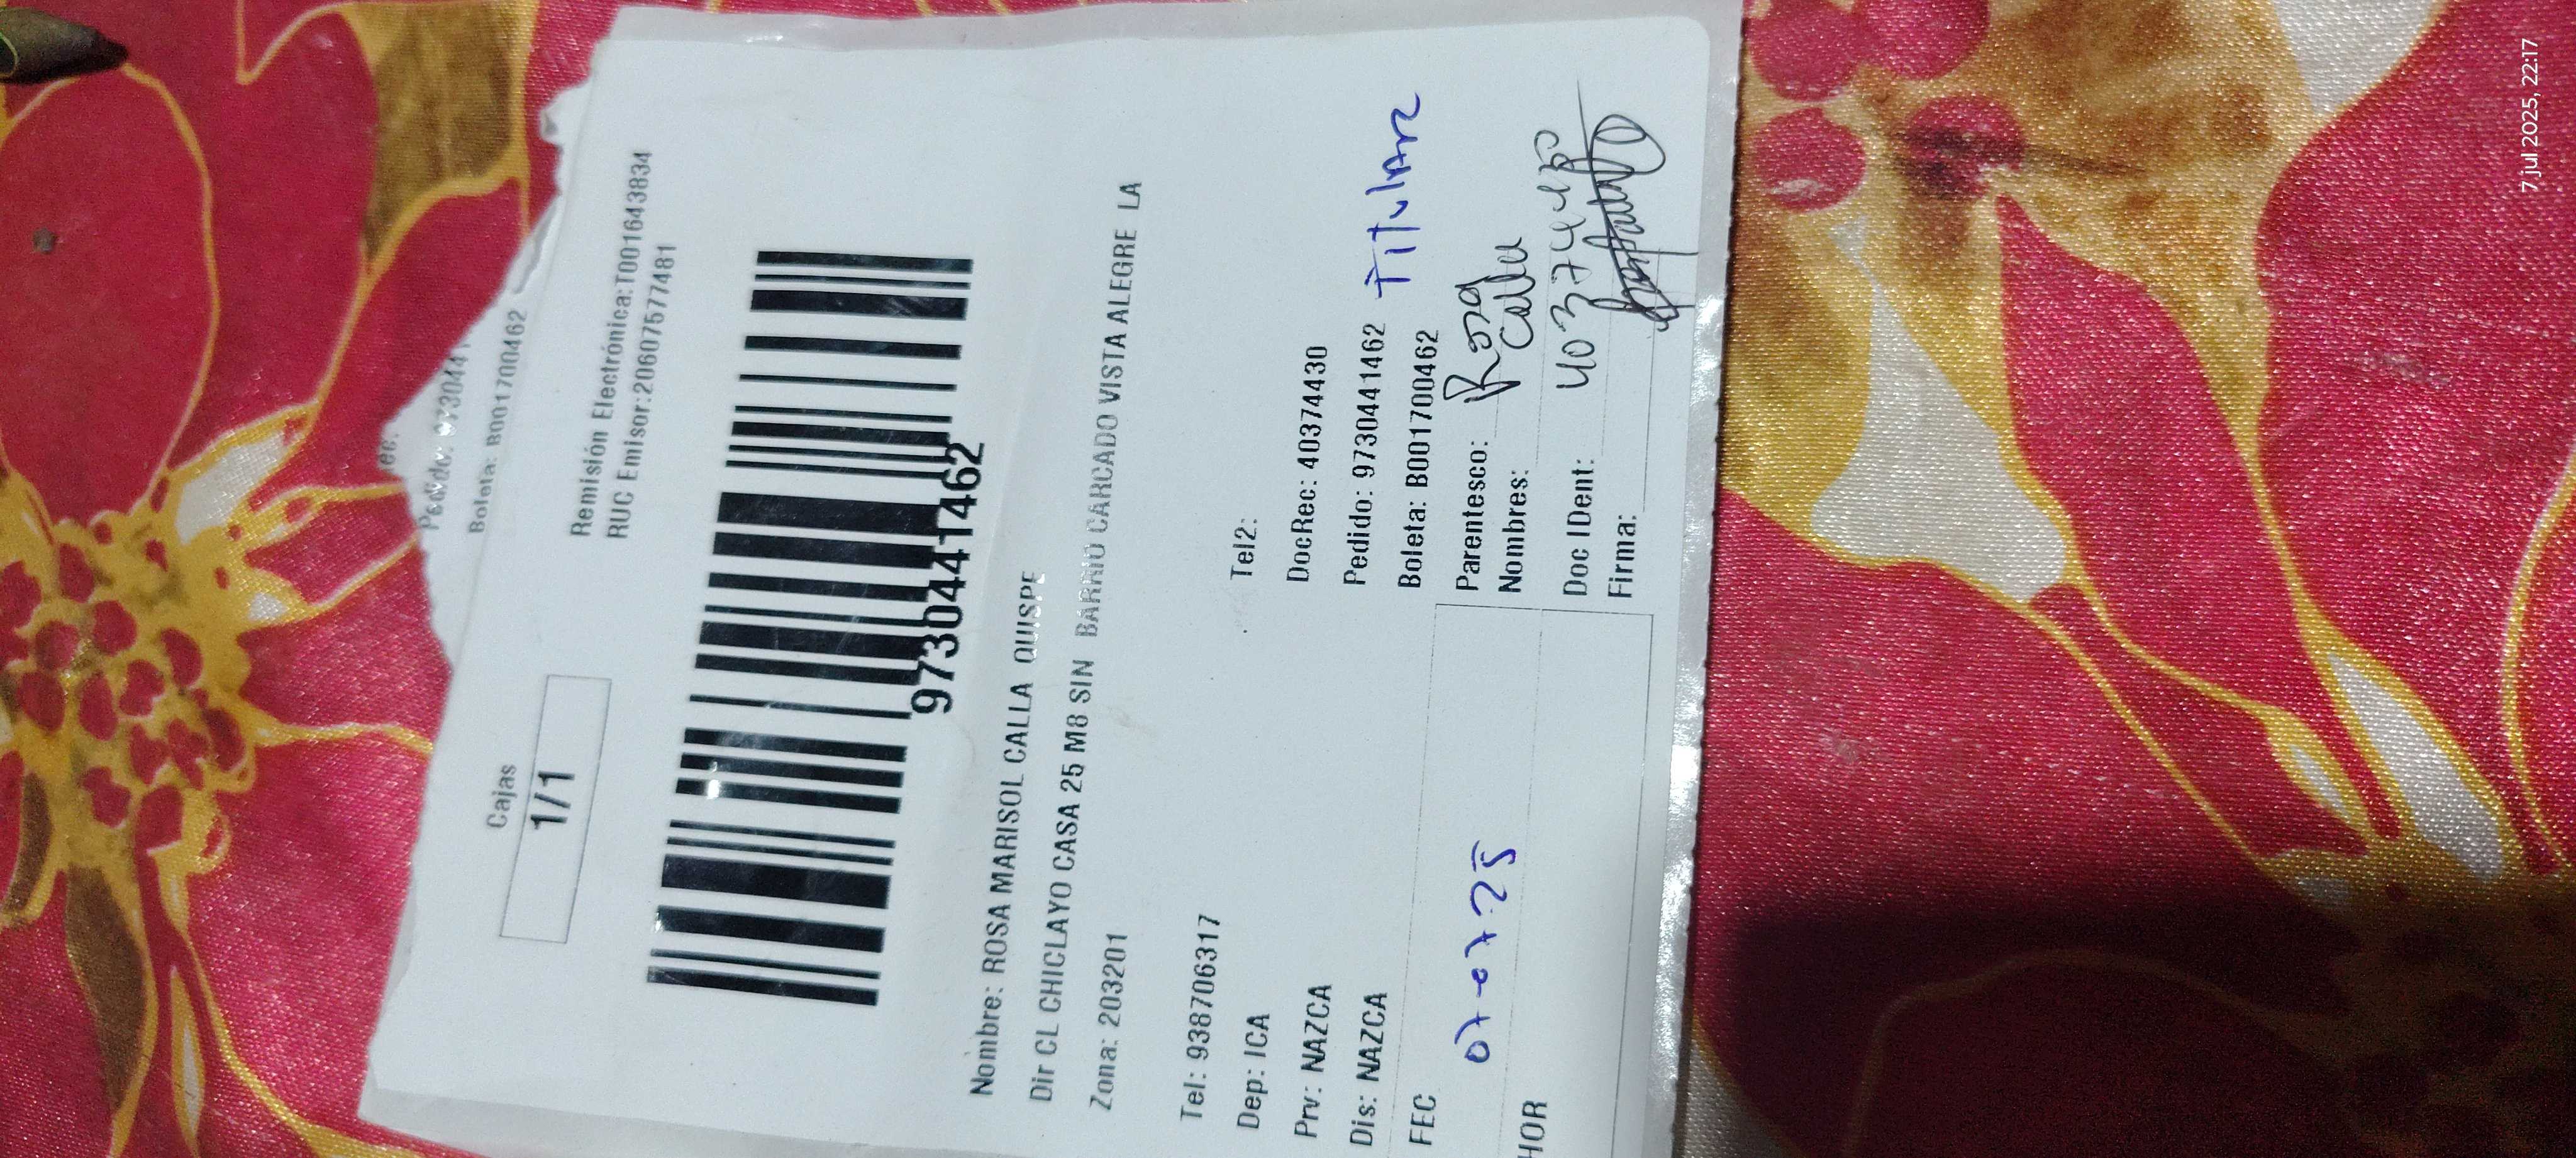 Pedido:
Boleta: B001700462
Cajas
1/1
Remisión Electrónica:T001643834
RUC Emisor:20607577481
9730441462
Nombre: ROSA MARISOL CALLA QUISPE
Dir CL CHICLAYO CASA 25 M8 SIN BARRIO CARCADO VISTA ALEGRE LA
Zona: 203201
Tel: 938706317 Tel2:
Dep: ICA DocRec: 40374430
Prv: NAZCA Pedido: 9730441462 TiTulAr
Dis: NAZCA Boleta: B001700462
FEC 07-07-25 Parentesco: Rosa
Nombres: Calla
HOR Doc IDent: 40374430
Firma:
7 jul 2025, 22:17